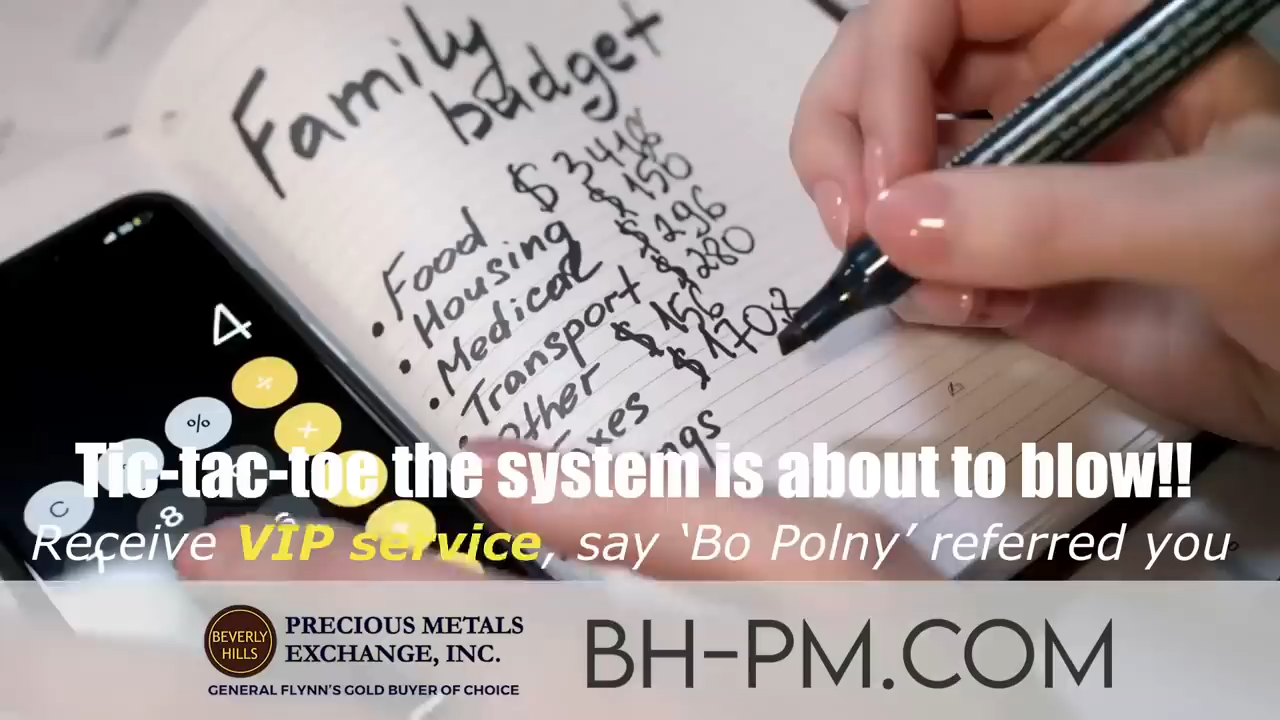 Family
budget
Food $ 3418
Housing $ 150
Medical $ 296
Transport $ 280
Other $ 156
$ 1708
4
%
+
C
8
Tic-tac-toe the system is about to blow!!
Receive VIP service, say ‘Bo Polny’ referred you
BEVERLY
HILLS
PRECIOUS METALS
EXCHANGE, INC.
GENERAL FLYNN'S GOLD BUYER OF CHOICE
BH-PM.COM